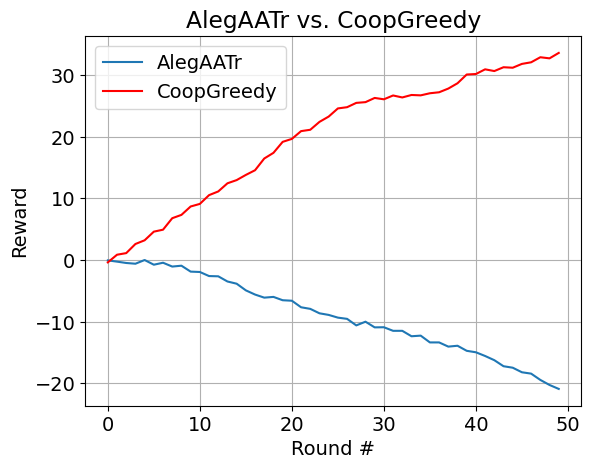 AlegAATr vs. CoopGreedy
AlegAATr
CoopGreedy
30
20
10
0
−10
−20
Reward
0 10 20 30 40 50
Round #